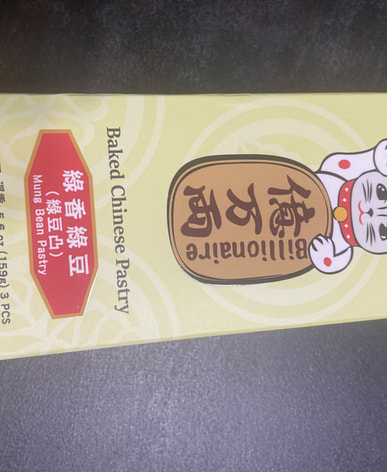 億万両
Billionaire
Baked Chinese Pastry
綠香綠豆
(綠豆凸)
Mung Bean Pastry
5.6 oz (159g) 3 PCS